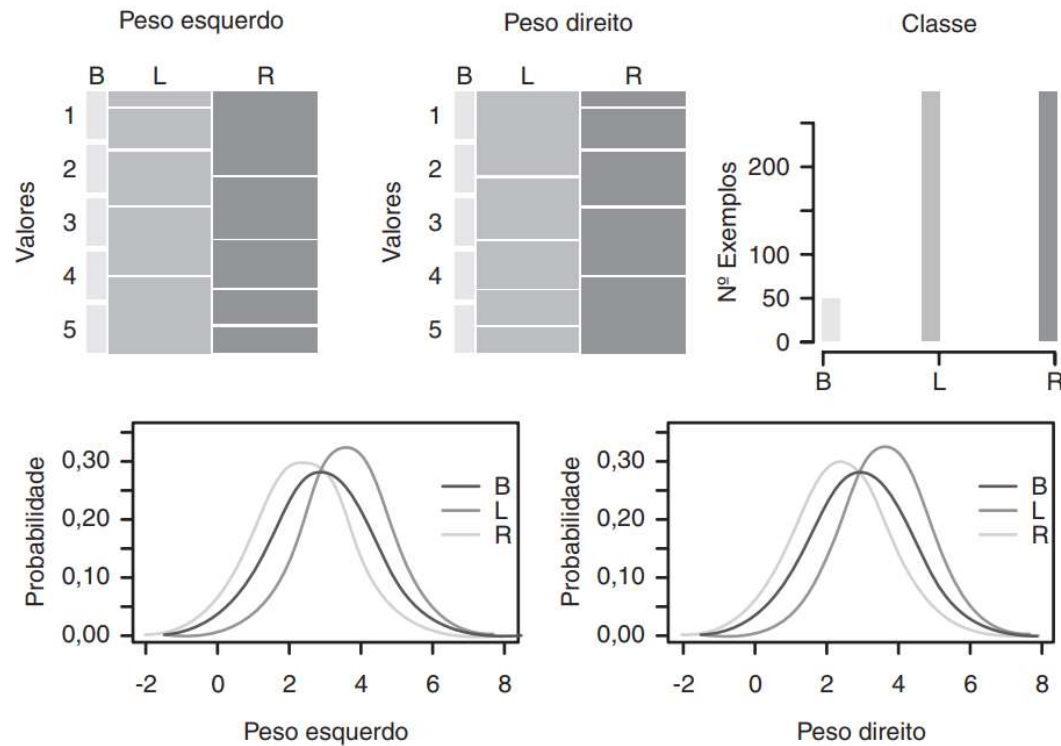 Peso esquerdo
B L R
Valores
1
2
3
4
5
Peso direito
B L R
Valores
1
2
3
4
5
Classe
Nº Exemplos
200
100
50
0
B L R
Probabilidade
0,30
0,20
0,10
0,00
B
L
R
-2 0 2 4 6 8
Peso esquerdo
Probabilidade
0,30
0,20
0,10
0,00
B
L
R
-2 0 2 4 6 8
Peso direito